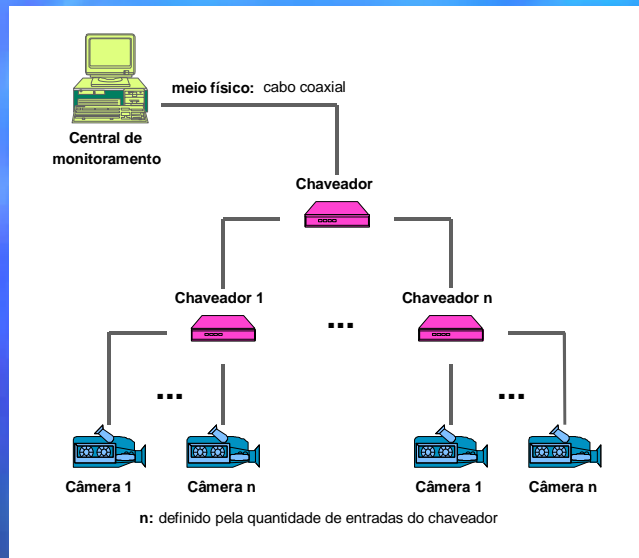 meio físico: cabo coaxial
Central de
monitoramento
Chaveador
Chaveador 1
Chaveador n
...
...
...
Câmera 1
Câmera n
Câmera 1
Câmera n
n: definido pela quantidade de entradas do chaveador